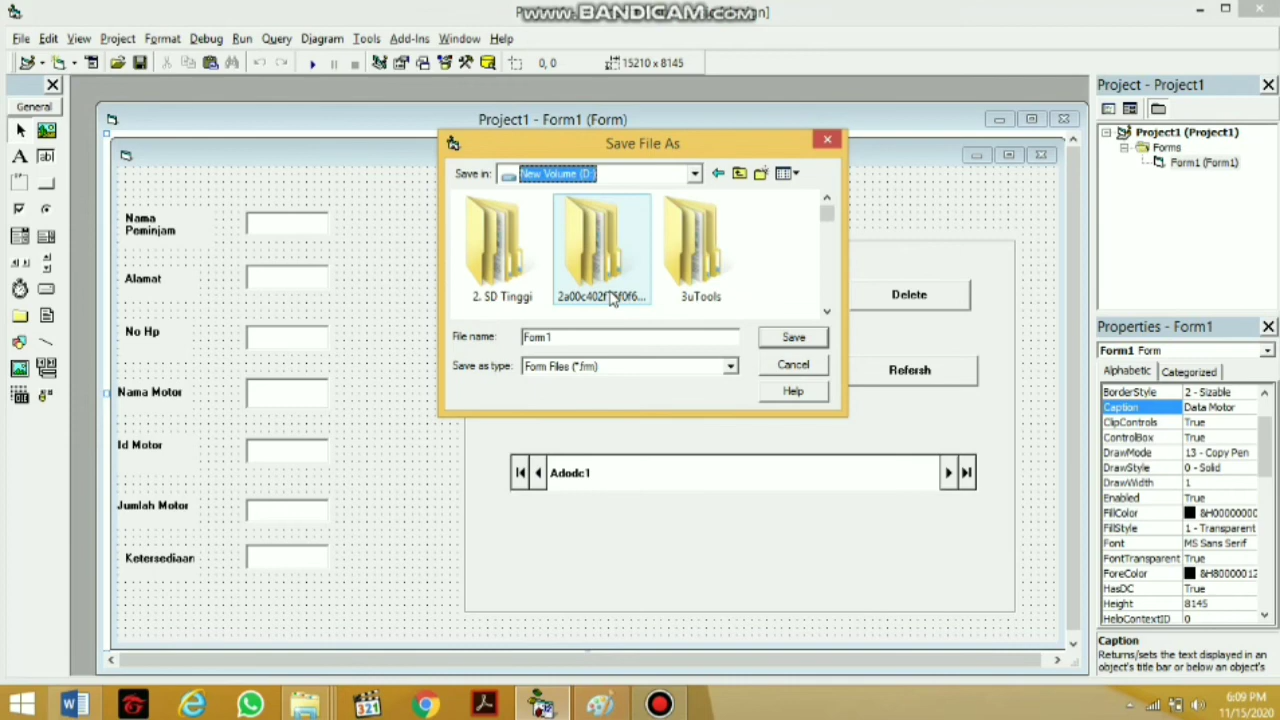 www.BANDICAM.com
File Edit View Project Format Debug Run Query Diagram Tools Add-Ins Window Help
0, 0
15210 x 8145
General
Project1 - Form1 (Form)
Nama
Peminjam
Alamat
No Hp
Nama Motor
Id Motor
Jumlah Motor
Ketersediaan
Save File As
Save in:
New Volume (D:)
2. SD Tinggi
3uTools
File name:
Form1
Save
Save as type:
Form Files (*.frm)
Cancel
Help
Delete
Refersh
Adodc1
Project - Project1
Project1 (Project1)
Forms
Form1 (Form1)
Properties - Form1
Form1 Form
Alphabetic Categorized
BorderStyle 2 - Sizable
Caption Data Motor
ClipControls True
ControlBox True
DrawMode 13 - Copy Pen
DrawStyle 0 - Solid
DrawWidth 1
Enabled True
FillColor &H0000000C
FillStyle 1 - Transparent
Font MS Sans Serif
FontTransparent True
ForeColor &H80000012
HasDC True
Height 8145
HelpContextID 0
Caption
Returns/sets the text displayed in an
object's title bar or below an object's
6:09 PM
11/15/2020